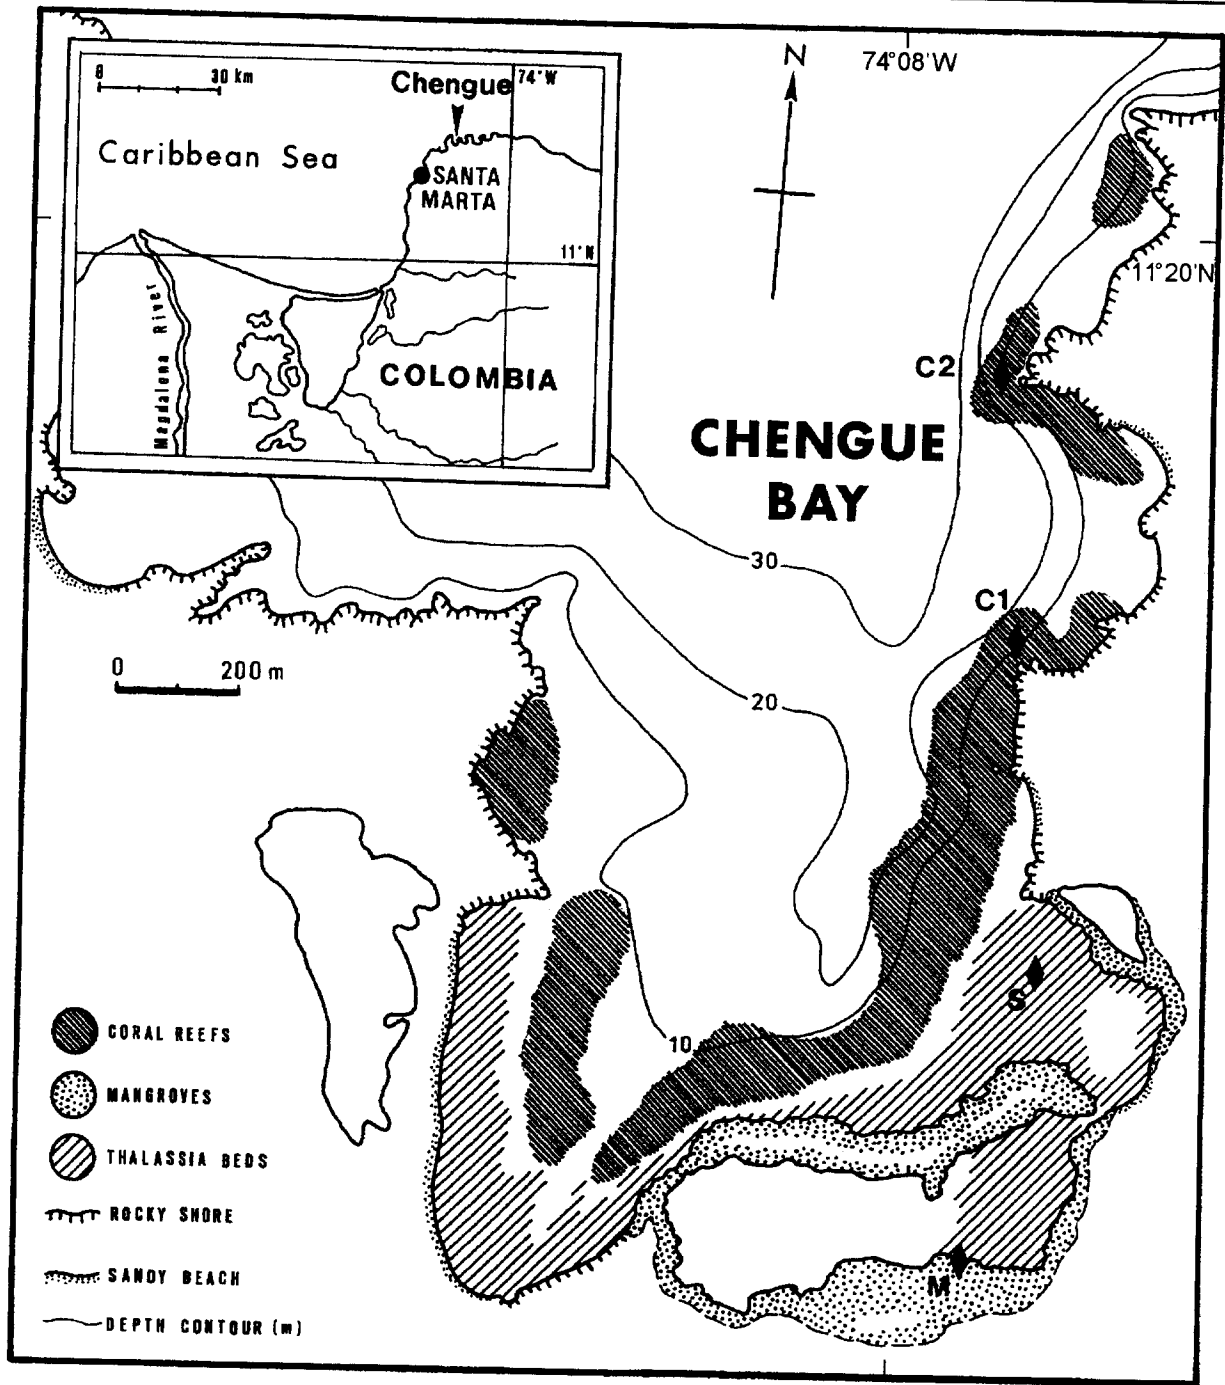 N
74°08'W
0 30 km
Chengue
74°W
Caribbean Sea
SANTA
MARTA
11°N
11°20'N
Magdalena River
COLOMBIA
C2
CHENGUE
BAY
30
C1
0 200 m
20
S
10
CORAL REEFS
MANGROVES
THALASSIA BEDS
ROCKY SHORE
M
SANDY BEACH
DEPTH CONTOUR (m)